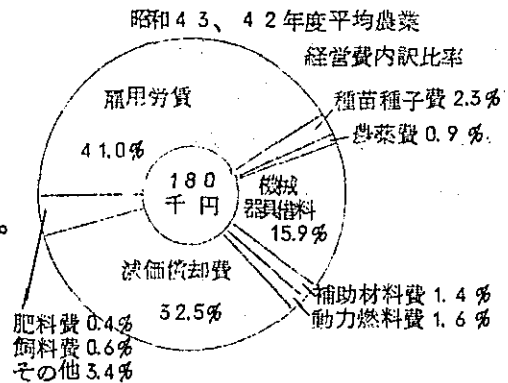 昭和43、42年度平均農業
経営費内訳比率
雇用労賃
41.0%
種苗種子費 2.3%
農薬費 0.9%
180
千円
機械
器具借料
15.9%
減価償却費
32.5%
補助材料費 1.4%
動力燃料費 1.6%
肥料費 0.4%
飼料費 0.6%
その他 3.4%
。